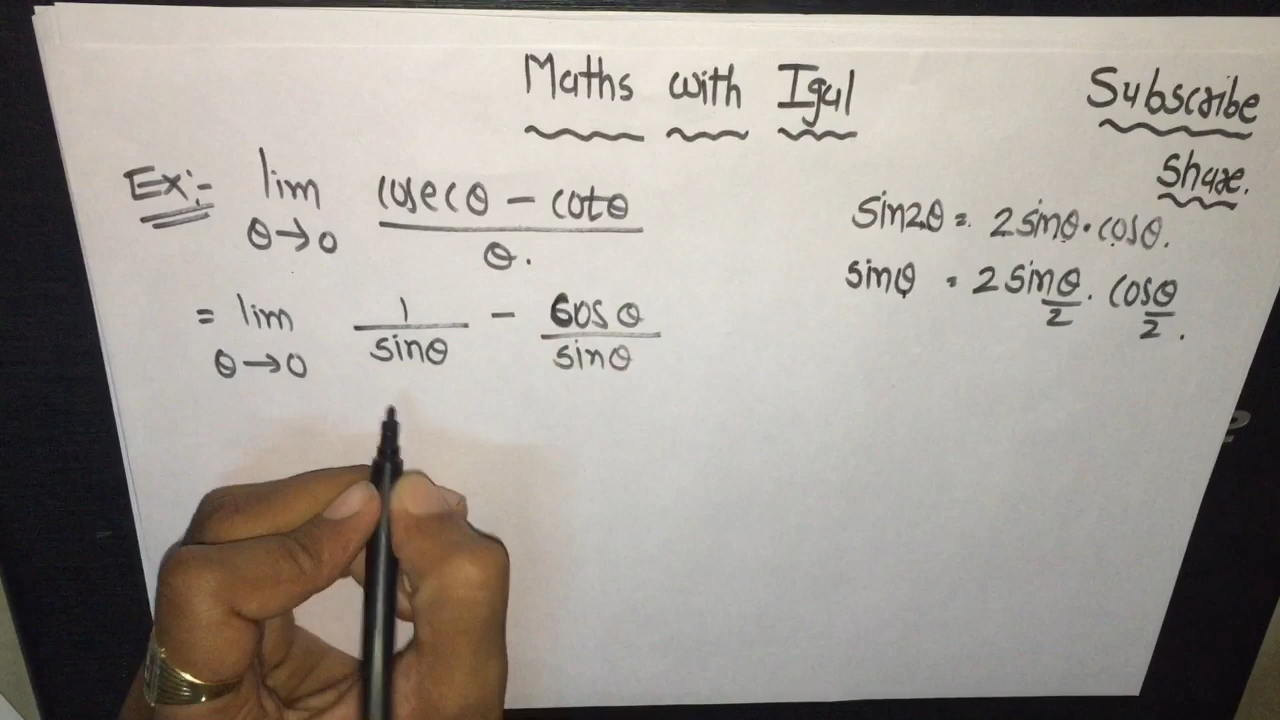 Maths with Igul
Subscribe
Share.
Ex:- lim cosecθ - cotθ
θ→0 θ.
= lim 1 - cosθ
θ→0 sinθ sinθ
sin2θ = 2sinθ·cosθ.
sinθ = 2sinθ/2 · cosθ/2.